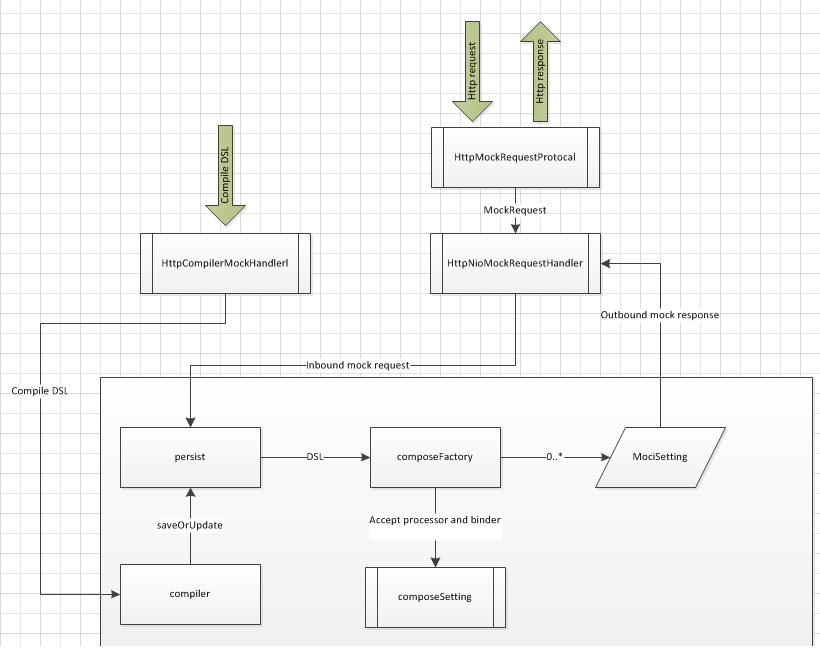 Http request
Http response
HttpMockRequestProtocal
Compile DSL
MockRequest
HttpCompilerMockHandlerl
HttpNioMockRequestHandler
Outbound mock response
Inbound mock request
Compile DSL
persist
DSL
composeFactory
0..*
MociSetting
saveOrUpdate
Accept processor and binder
compiler
composeSetting